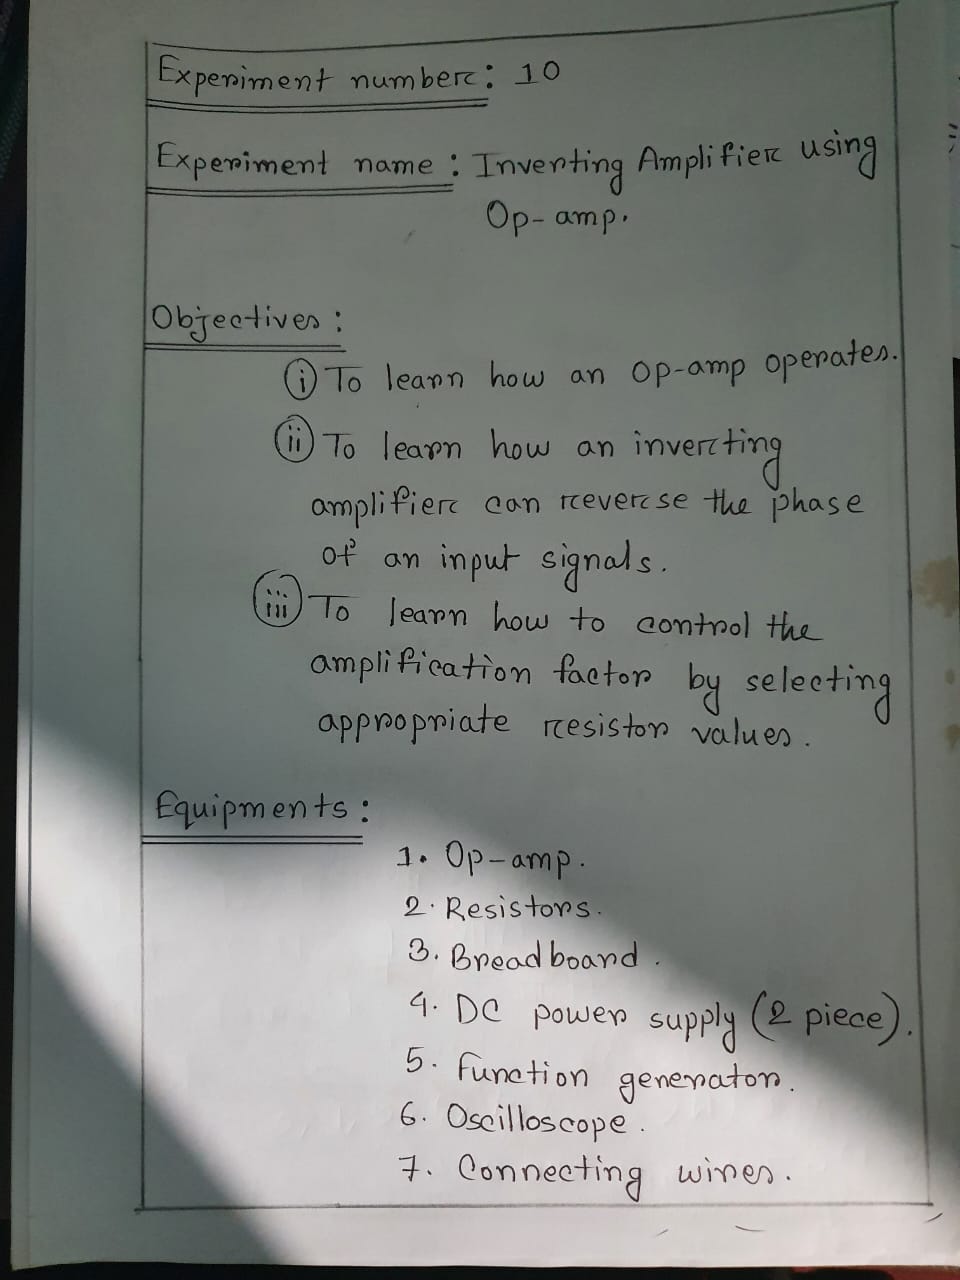 Experiment number: 10
Experiment name: Inverting Amplifier using
Op-amp.
Objectives:
(i) To learn how an op-amp operates.
(ii) To learn how an inverting
amplifier can reverse the phase
of an input signals.
(iii) To learn how to control the
amplification factor by selecting
appropriate resistor values.
Equipments:
1. Op-amp.
2. Resistors.
3. Breadboard.
4. DC power supply (2 piece).
5. Function generator.
6. Oscilloscope.
7. Connecting wires.